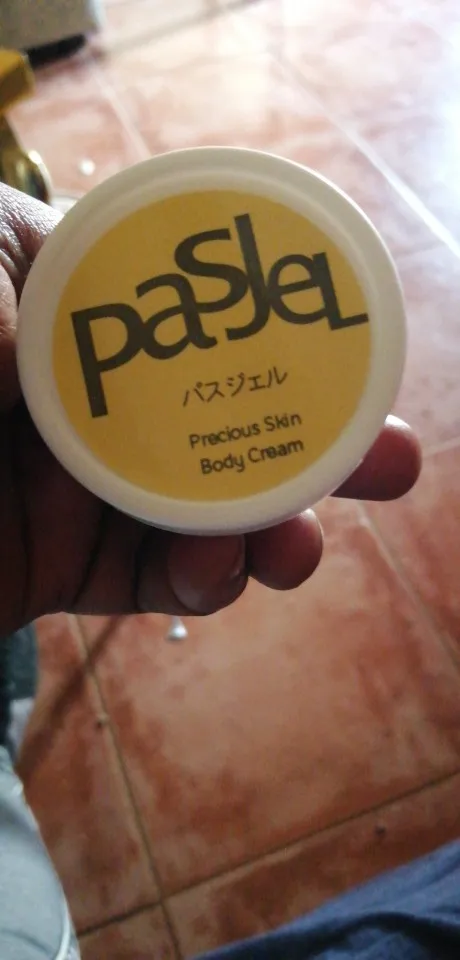 PasJeL
パスジェル
Precious Skin
Body Cream